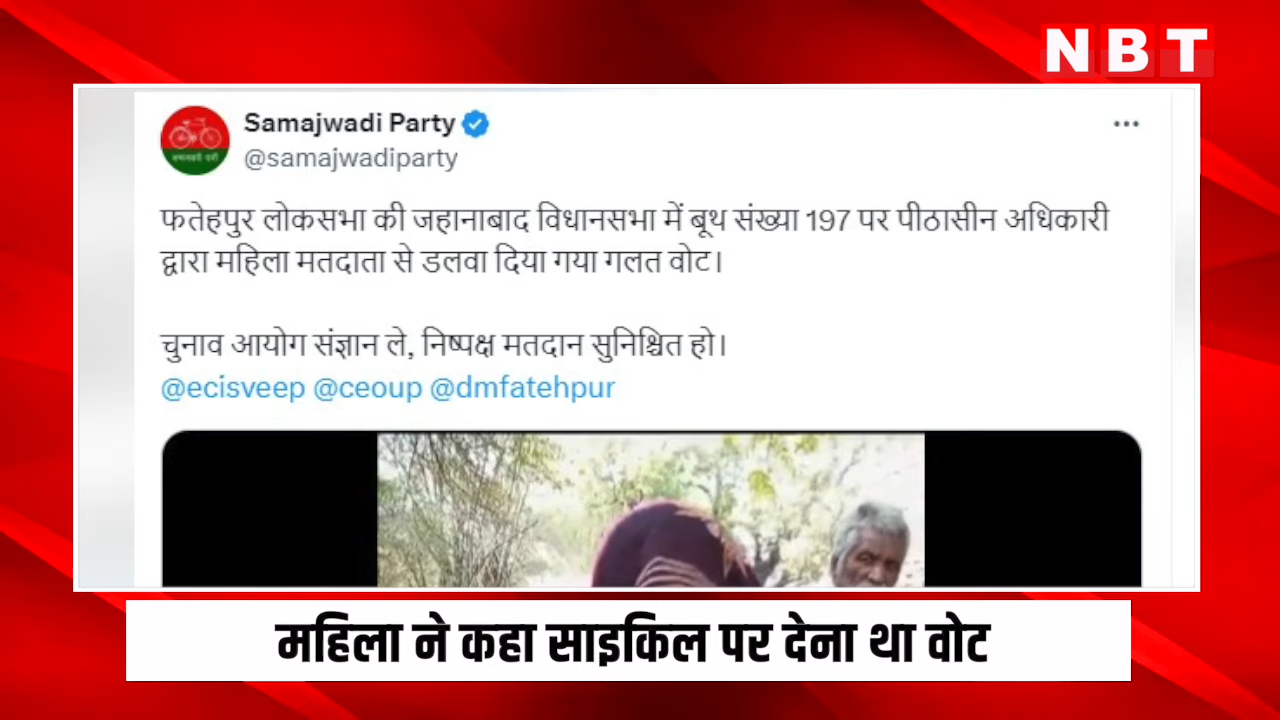 NBT
Samajwadi Party
@samajwadiparty
फतेहपुर लोकसभा की जहानाबाद विधानसभा में बूथ संख्या 197 पर पीठासीन अधिकारी
द्वारा महिला मतदाता से डलवा दिया गया गलत वोट।
चुनाव आयोग संज्ञान ले, निष्पक्ष मतदान सुनिश्चित हो।
@ecisveep @ceoup @dmfatehpur
महिला ने कहा साइकिल पर देना था वोट